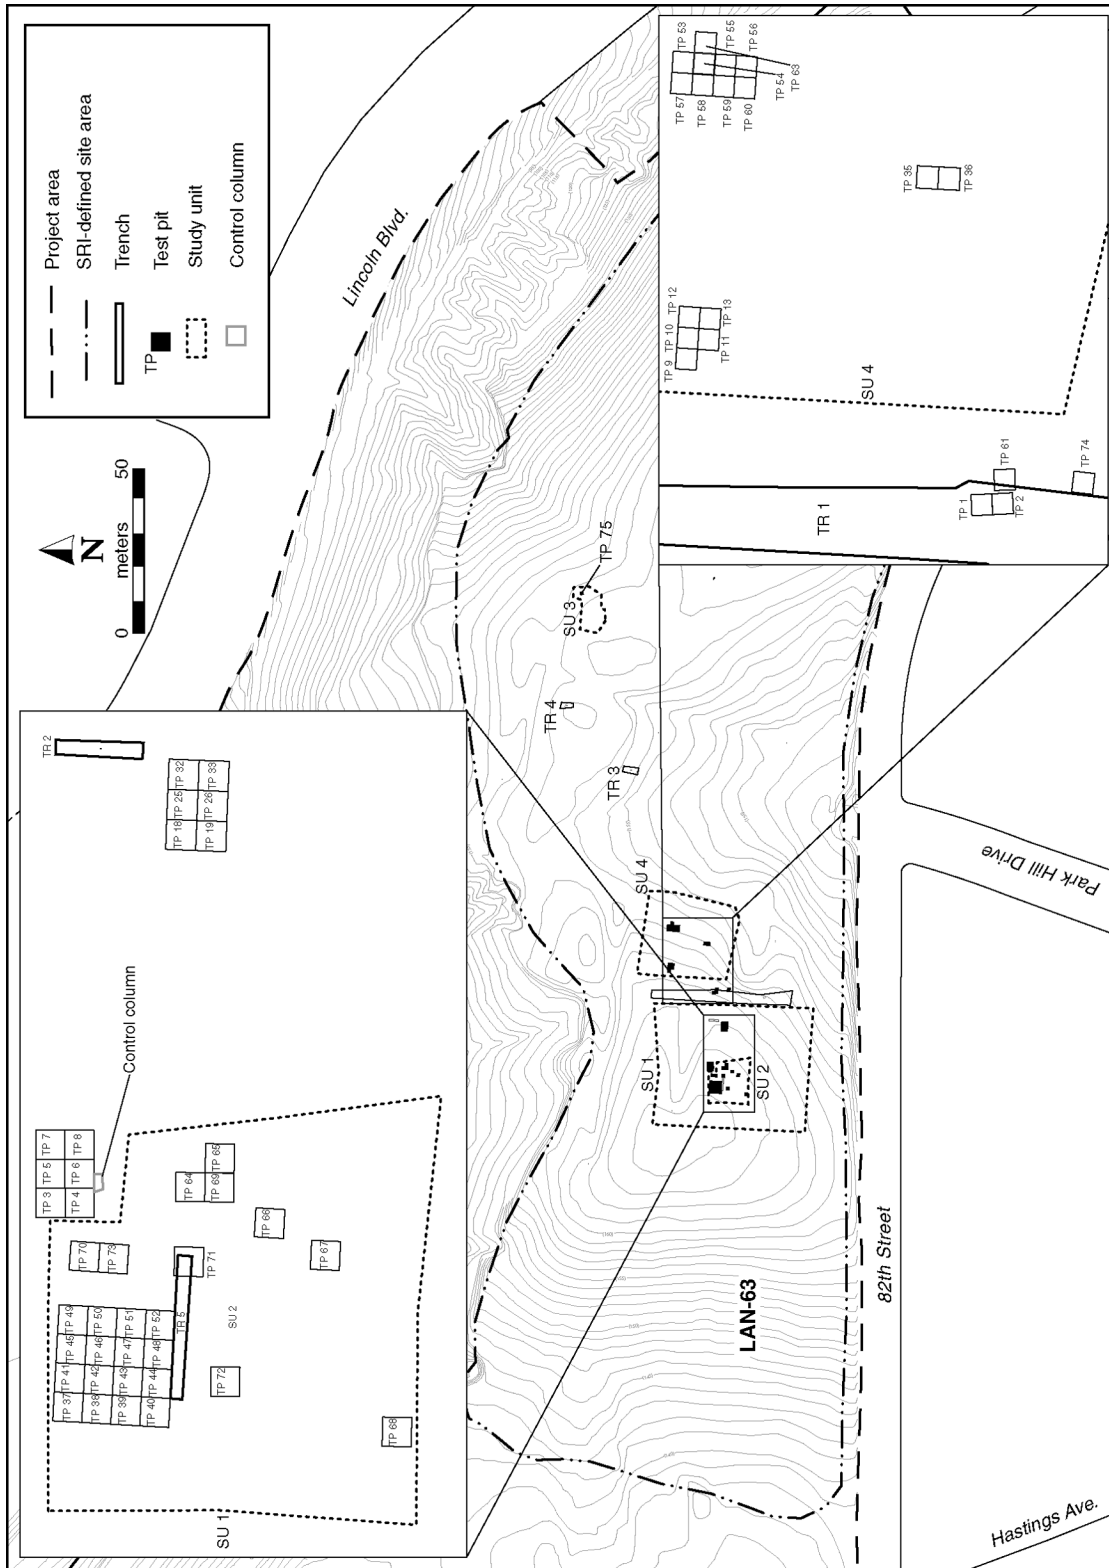 Project area
SRI-defined site area
Trench
TP
Test pit
Study unit
Control column
N
0
50
meters
Lincoln Blvd.
TR 2
TP 18
TP 25
TP 32
TP 19
TP 26
TP 33
Control column
TP 3
TP 5
TP 7
TP 4
TP 6
TP 8
TP 70
TP 73
TP 64
TP 69
TP 65
TP 66
TP 67
TP 37
TP 41
TP 45
TP 49
TP 38
TP 42
TP 46
TP 50
TP 39
TP 43
TP 47
TP 51
TP 40
TP 44
TP 48
TP 52
TR 5
TP 71
SU 2
TP 72
TP 68
SU 1
SU 3
TP 75
TR 4
TR 3
SU 4
SU 1
SU 2
LAN-63
82th Street
Park Hill Drive
Hastings Ave.
TP 57
TP 53
TP 58
TP 55
TP 59
TP 56
TP 60
TP 54
TP 63
TP 35
TP 36
TP 9
TP 10
TP 12
TP 11
TP 13
SU 4
TR 1
TP 1
TP 2
TP 61
TP 74